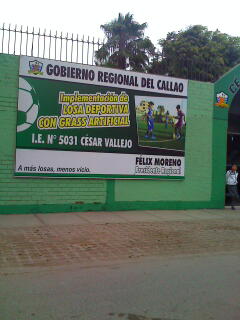 GOBIERNO REGIONAL DEL CALLAO
Implementación de
LOSA DEPORTIVA
CON GRASS ARTIFICIAL
I.E. Nº 5031 CÉSAR VALLEJO
FÉLIX MORENO
Presidente Regional
A más losas, menos vicio.